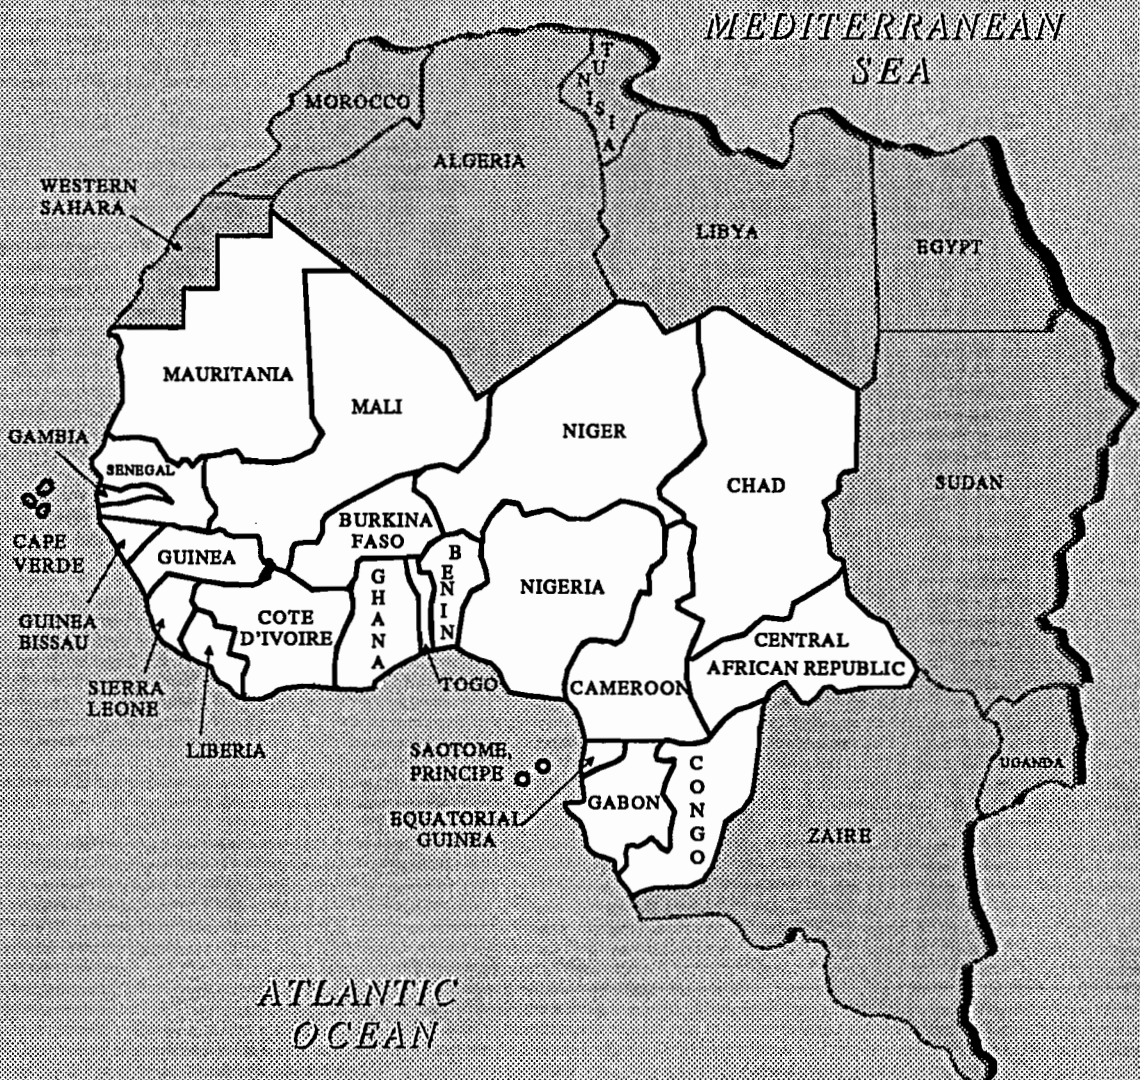 MEDITERRANEAN
SEA
TUNISIA
MOROCCO
ALGERIA
WESTERN
SAHARA
LIBYA
EGYPT
MAURITANIA
MALI
NIGER
GAMBIA
SENEGAL
CHAD
SUDAN
CAPE
VERDE
BURKINA
FASO
GUINEA
BENIN
GHANA
NIGERIA
GUINEA
BISSAU
COTE
D'IVOIRE
CENTRAL
AFRICAN REPUBLIC
SIERRA
LEONE
TOGO
CAMEROON
LIBERIA
SAOTOME,
PRINCIPE
CONGO
UGANDA
GABON
EQUATORIAL
GUINEA
ZAIRE
ATLANTIC
OCEAN